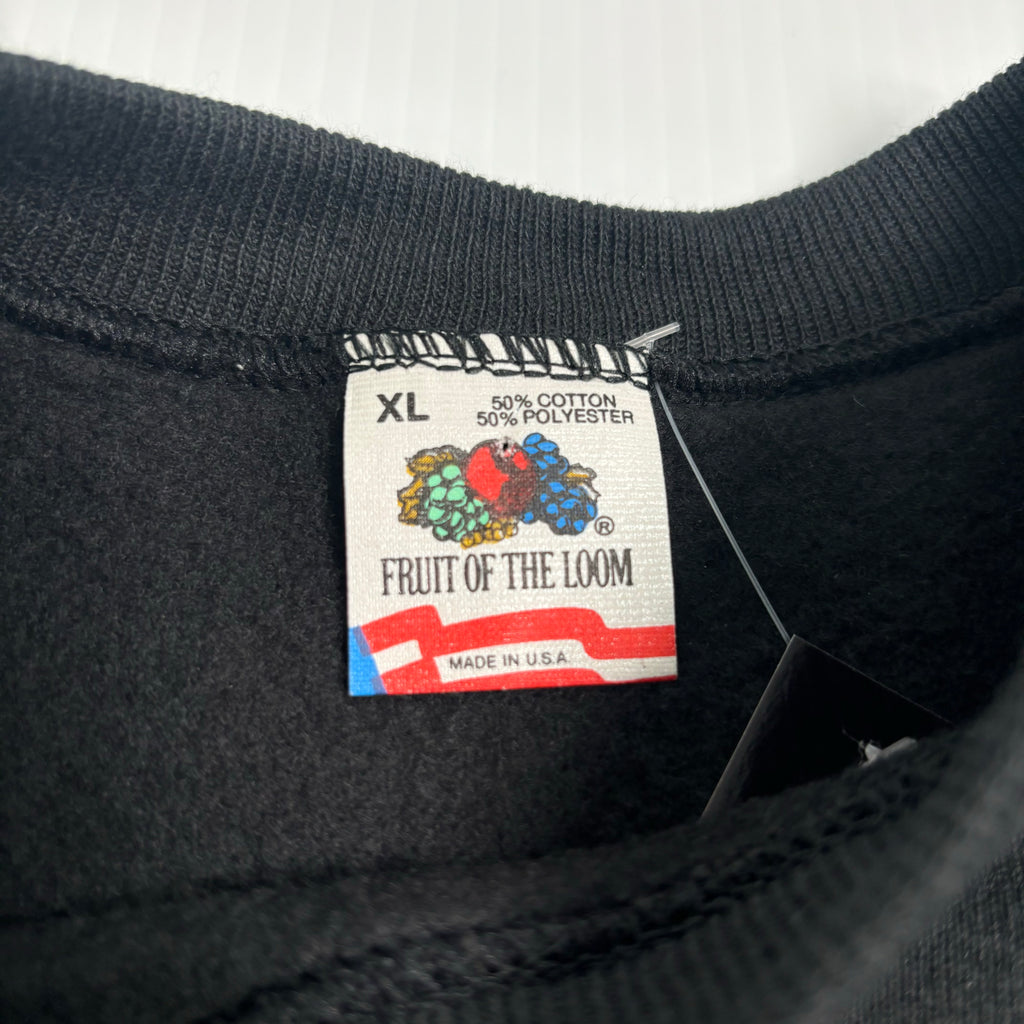 XL
50% COTTON
50% POLYESTER
®
FRUIT OF THE LOOM
MADE IN U.S.A.